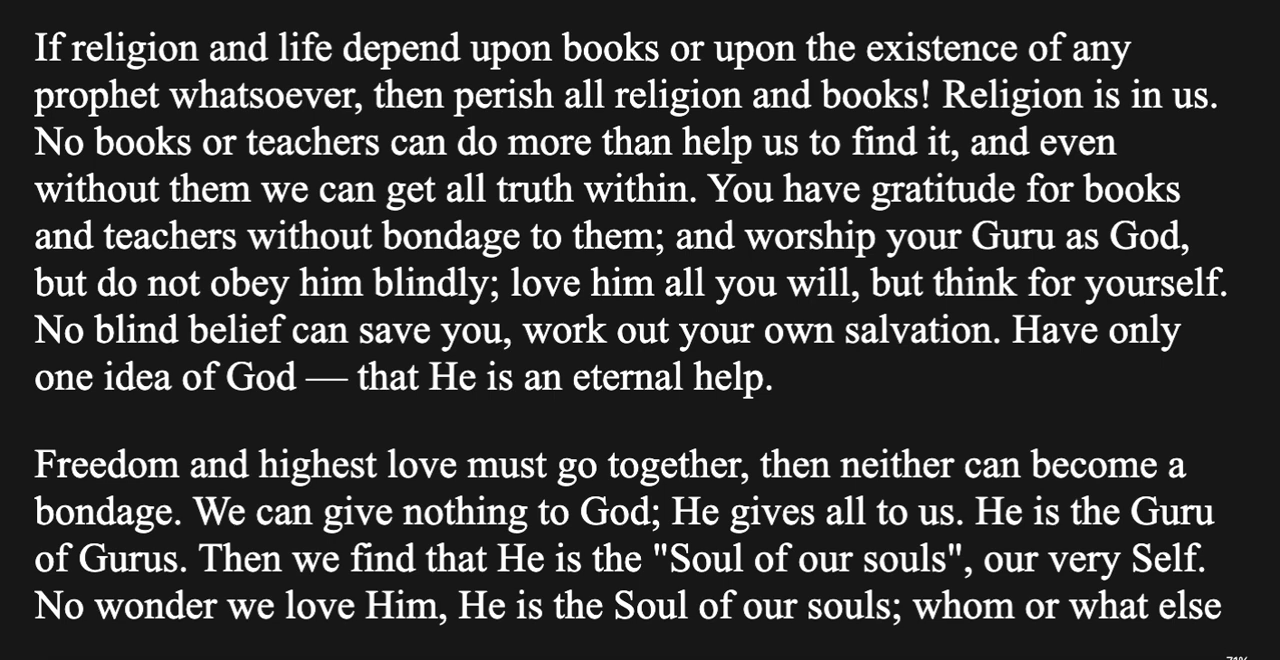 If religion and life depend upon books or upon the existence of any
prophet whatsoever, then perish all religion and books! Religion is in us.
No books or teachers can do more than help us to find it, and even
without them we can get all truth within. You have gratitude for books
and teachers without bondage to them; and worship your Guru as God,
but do not obey him blindly; love him all you will, but think for yourself.
No blind belief can save you, work out your own salvation. Have only
one idea of God — that He is an eternal help.
Freedom and highest love must go together, then neither can become a
bondage. We can give nothing to God; He gives all to us. He is the Guru
of Gurus. Then we find that He is the "Soul of our souls", our very Self.
No wonder we love Him, He is the Soul of our souls; whom or what else